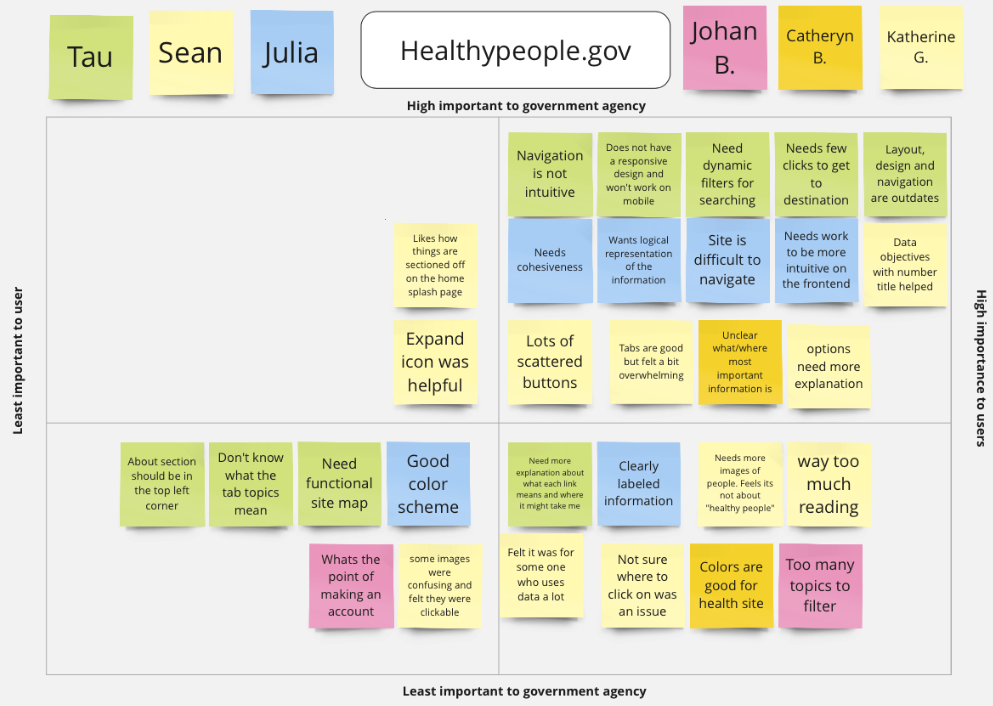 Tau
Sean
Julia
Healthypeople.gov
Johan
B.
Catheryn
B.
Katherine
G.
High important to government agency
Least important to user
High importance to users
Navigation
is not
intuitive
Does not have
a responsive
design and
won't work on
mobile
Need
dynamic
filters for
searching
Needs few
clicks to get
to
destination
Layout,
design and
navigation
are outdates
Likes how
things are
sectioned off
on the home
splash page
Needs
cohesiveness
Wants logical
representation
of the
information
Site is
difficult to
navigate
Needs work
to be more
intuitive on
the frontend
Data
objectives
with number
title helped
Expand
icon was
helpful
Lots of
scattered
buttons
Tabs are good
but felt a bit
overwhelming
Unclear
what/where
most
important
information is
options
need more
explanation
About section
should be in
the top left
corner
Don't know
what the
tab topics
mean
Need
functional
site map
Good
color
scheme
Need more
explanation about
what each link
means and where
it might take me
Clearly
labeled
information
Needs more
images of
people. Feels its
not about
"healthy people"
way too
much
reading
Whats the
point of
making an
account
some images
were
confusing and
felt they were
clickable
Felt it was for
some one
who uses
data a lot
Not sure
where to
click on was
an issue
Colors are
good for
health site
Too many
topics to
filter
Least important to government agency